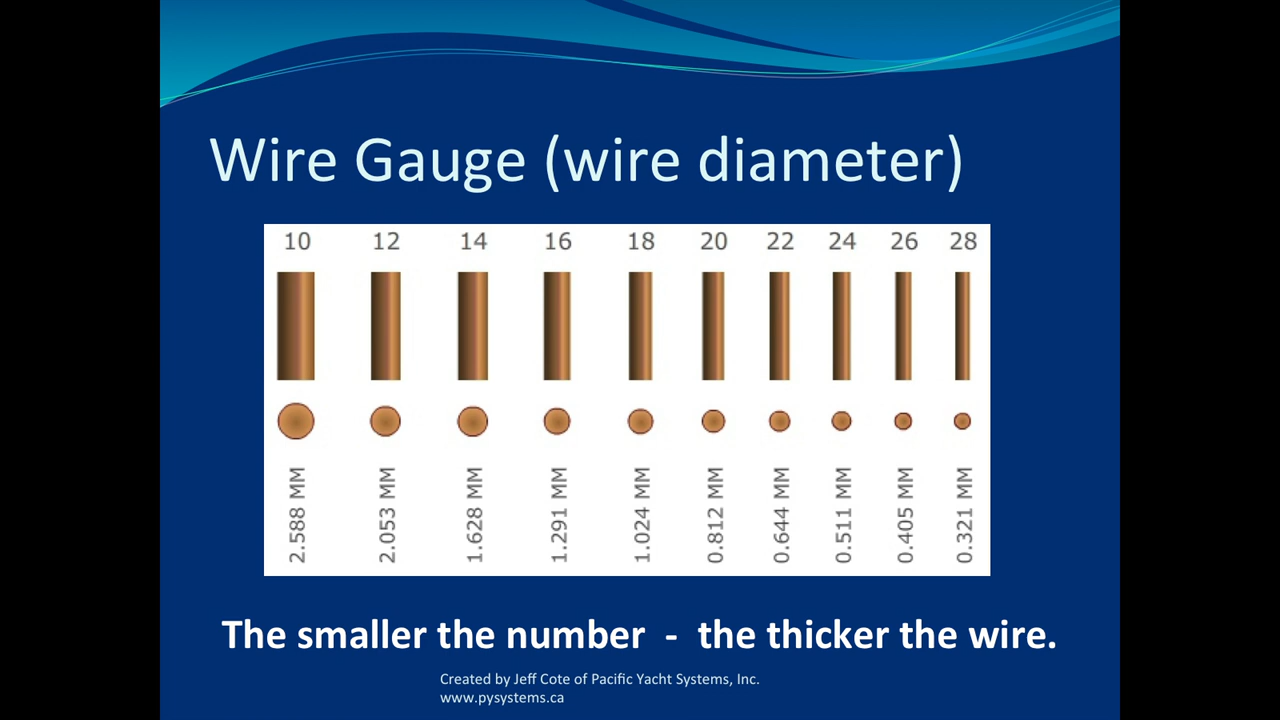 Wire Gauge (wire diameter)
10 12 14 16 18 20 22 24 26 28
2.588 MM 2.053 MM 1.628 MM 1.291 MM 1.024 MM 0.812 MM 0.644 MM 0.511 MM 0.405 MM 0.321 MM
The smaller the number - the thicker the wire.
Created by Jeff Cote of Pacific Yacht Systems, Inc.
www.pysystems.ca